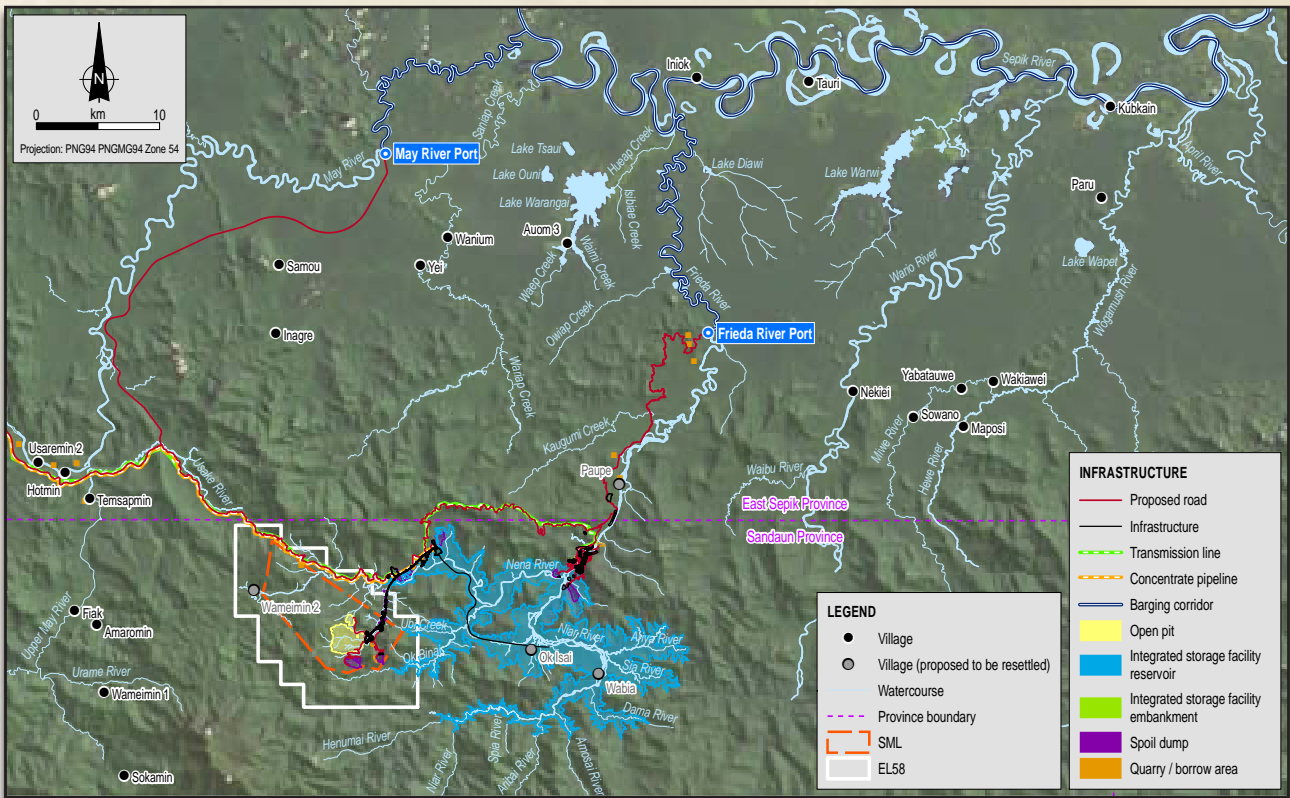 N
0 km 10
Projection: PNG94 PNGMG94 Zone 54
Iniok
Tauri
Sepik River
Kubkain
April River
May River
May River Port
Saniap Creek
Lake Tsaui
Lake Ouni
Lake Warangai
Hueap Creek
Isibae Creek
Lake Diawi
Lake Warwi
Paru
Wanium
Auom 3
Samou
Yei
Waep Creek
Waimi Creek
Lake Wapet
Wario River
Wogamush River
Frieda River
Owiap Creek
Inagre
Frieda River Port
Wariap Creek
Nekiei
Yabatauwe
Wakiawei
Sowano
Maposi
Kaugumi Creek
Miwe River
Hewe River
Usaremin 2
Hotmin
Usake River
Temsapmin
Paupe
Waibu River
East Sepik Province
Sandaun Province
Nena River
Wameimin 2
Fiak
Amaromin
Upper May River
Ubi Creek
Ok Binai
Niar River
Anya River
Ok Isai
Sia River
Wabia
Urame River
Wameimin 1
Dama River
Henumai River
Niar River
Spia River
Anbai River
Amosai River
Sokamin
LEGEND
Village
Village (proposed to be resettled)
Watercourse
Province boundary
SML
EL58
INFRASTRUCTURE
Proposed road
Infrastructure
Transmission line
Concentrate pipeline
Barging corridor
Open pit
Integrated storage facility
reservoir
Integrated storage facility
embankment
Spoil dump
Quarry / borrow area